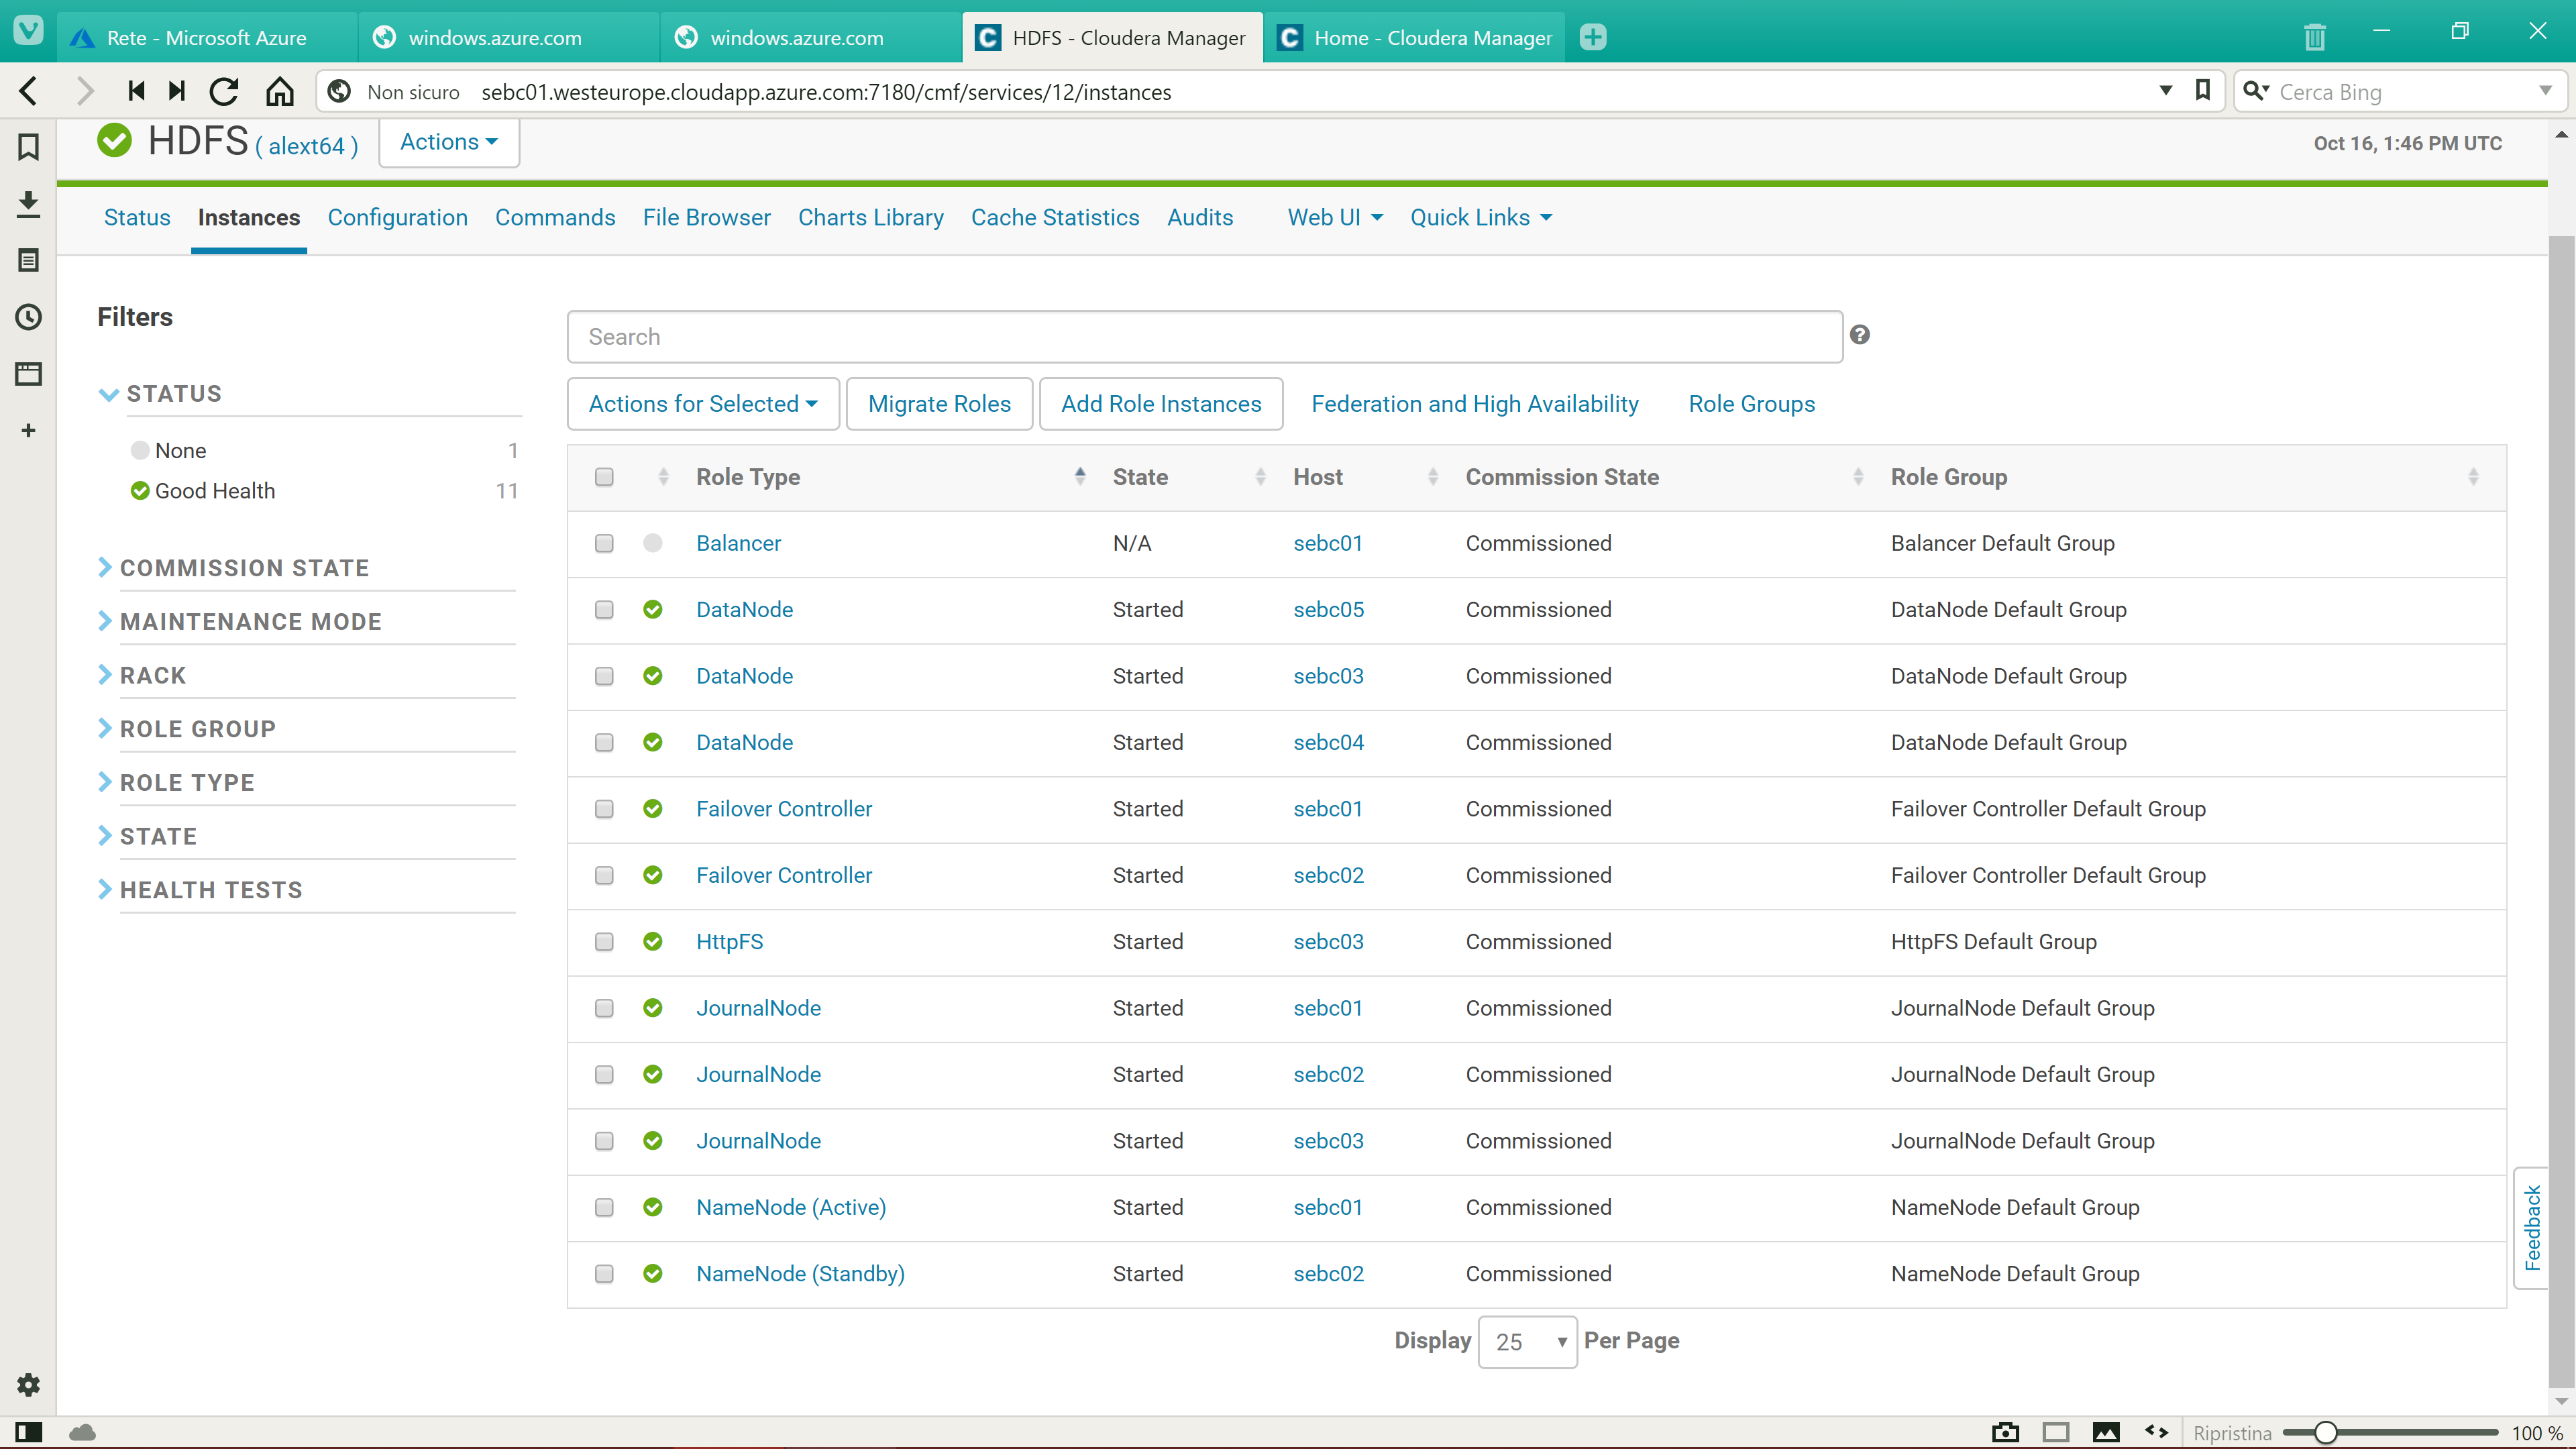 Rete - Microsoft Azure
windows.azure.com
windows.azure.com
HDFS - Cloudera Manager
Home - Cloudera Manager
Non sicuro sebc01.westeurope.cloudapp.azure.com:7180/cmf/services/12/instances
Cerca Bing
HDFS ( alext64 ) Actions
Oct 16, 1:46 PM UTC
Status Instances Configuration Commands File Browser Charts Library Cache Statistics Audits Web UI Quick Links
Filters
STATUS
None 1
Good Health 11
COMMISSION STATE
MAINTENANCE MODE
RACK
ROLE GROUP
ROLE TYPE
STATE
HEALTH TESTS
Search
Actions for Selected Migrate Roles Add Role Instances Federation and High Availability Role Groups
Role Type State Host Commission State Role Group
Balancer N/A sebc01 Commissioned Balancer Default Group
DataNode Started sebc05 Commissioned DataNode Default Group
DataNode Started sebc03 Commissioned DataNode Default Group
DataNode Started sebc04 Commissioned DataNode Default Group
Failover Controller Started sebc01 Commissioned Failover Controller Default Group
Failover Controller Started sebc02 Commissioned Failover Controller Default Group
HttpFS Started sebc03 Commissioned HttpFS Default Group
JournalNode Started sebc01 Commissioned JournalNode Default Group
JournalNode Started sebc02 Commissioned JournalNode Default Group
JournalNode Started sebc03 Commissioned JournalNode Default Group
NameNode (Active) Started sebc01 Commissioned NameNode Default Group
NameNode (Standby) Started sebc02 Commissioned NameNode Default Group
Display 25 Per Page
Feedback
Ripristina 100 %